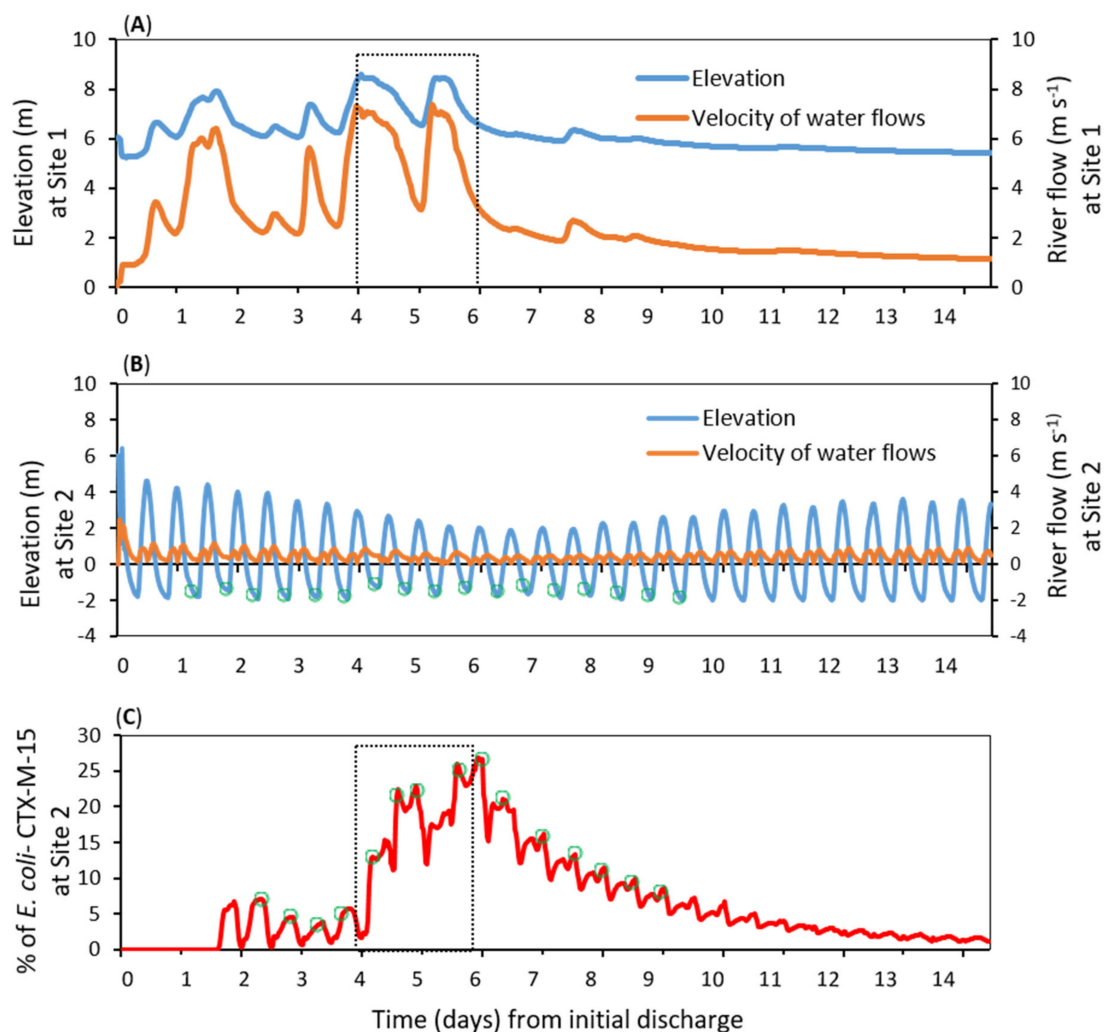 (A)
10
8
6
4
2
0
Elevation (m)
at Site 1
Elevation
Velocity of water flows
10
8
6
4
2
0
River flow (m s-1)
at Site 1
0 1 2 3 4 5 6 7 8 9 10 11 12 13 14
(B)
10
8
6
4
2
0
-2
-4
Elevation (m)
at Site 2
Elevation
Velocity of water flows
10
8
6
4
2
0
-2
-4
River flow (m s-1)
at Site 2
0 1 2 3 4 5 6 7 8 9 10 11 12 13 14
(C)
30
25
20
15
10
5
0
% of E. coli- CTX-M-15
at Site 2
0 1 2 3 4 5 6 7 8 9 10 11 12 13 14
Time (days) from initial discharge